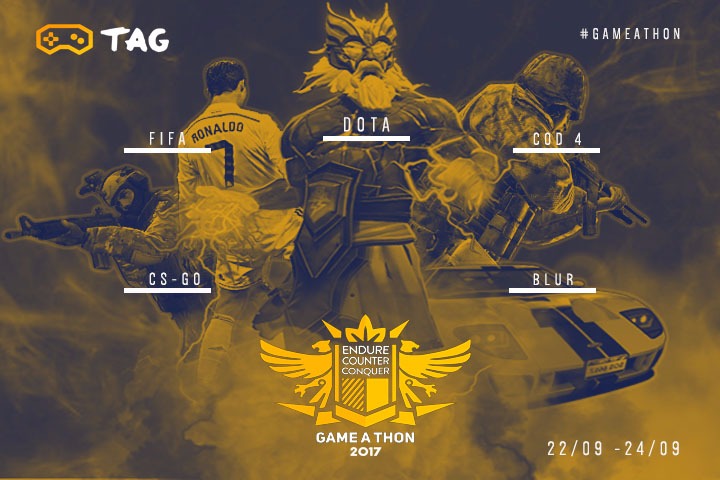 TAG
#GAMEATHON
DOTA
FIFA
COD 4
RONALDO
7
CS-GO
BLUR
ENDURE
COUNTER
CONQUER
GAME A THON
2017
22/09 -24/09